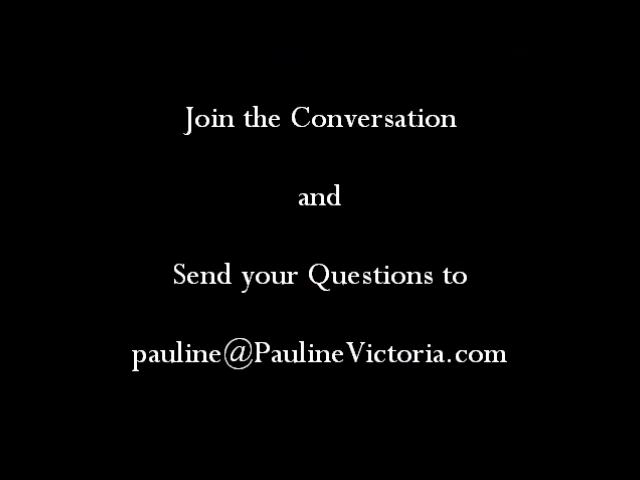 Join the Conversation
and
Send your Questions to
pauline@PaulineVictoria.com